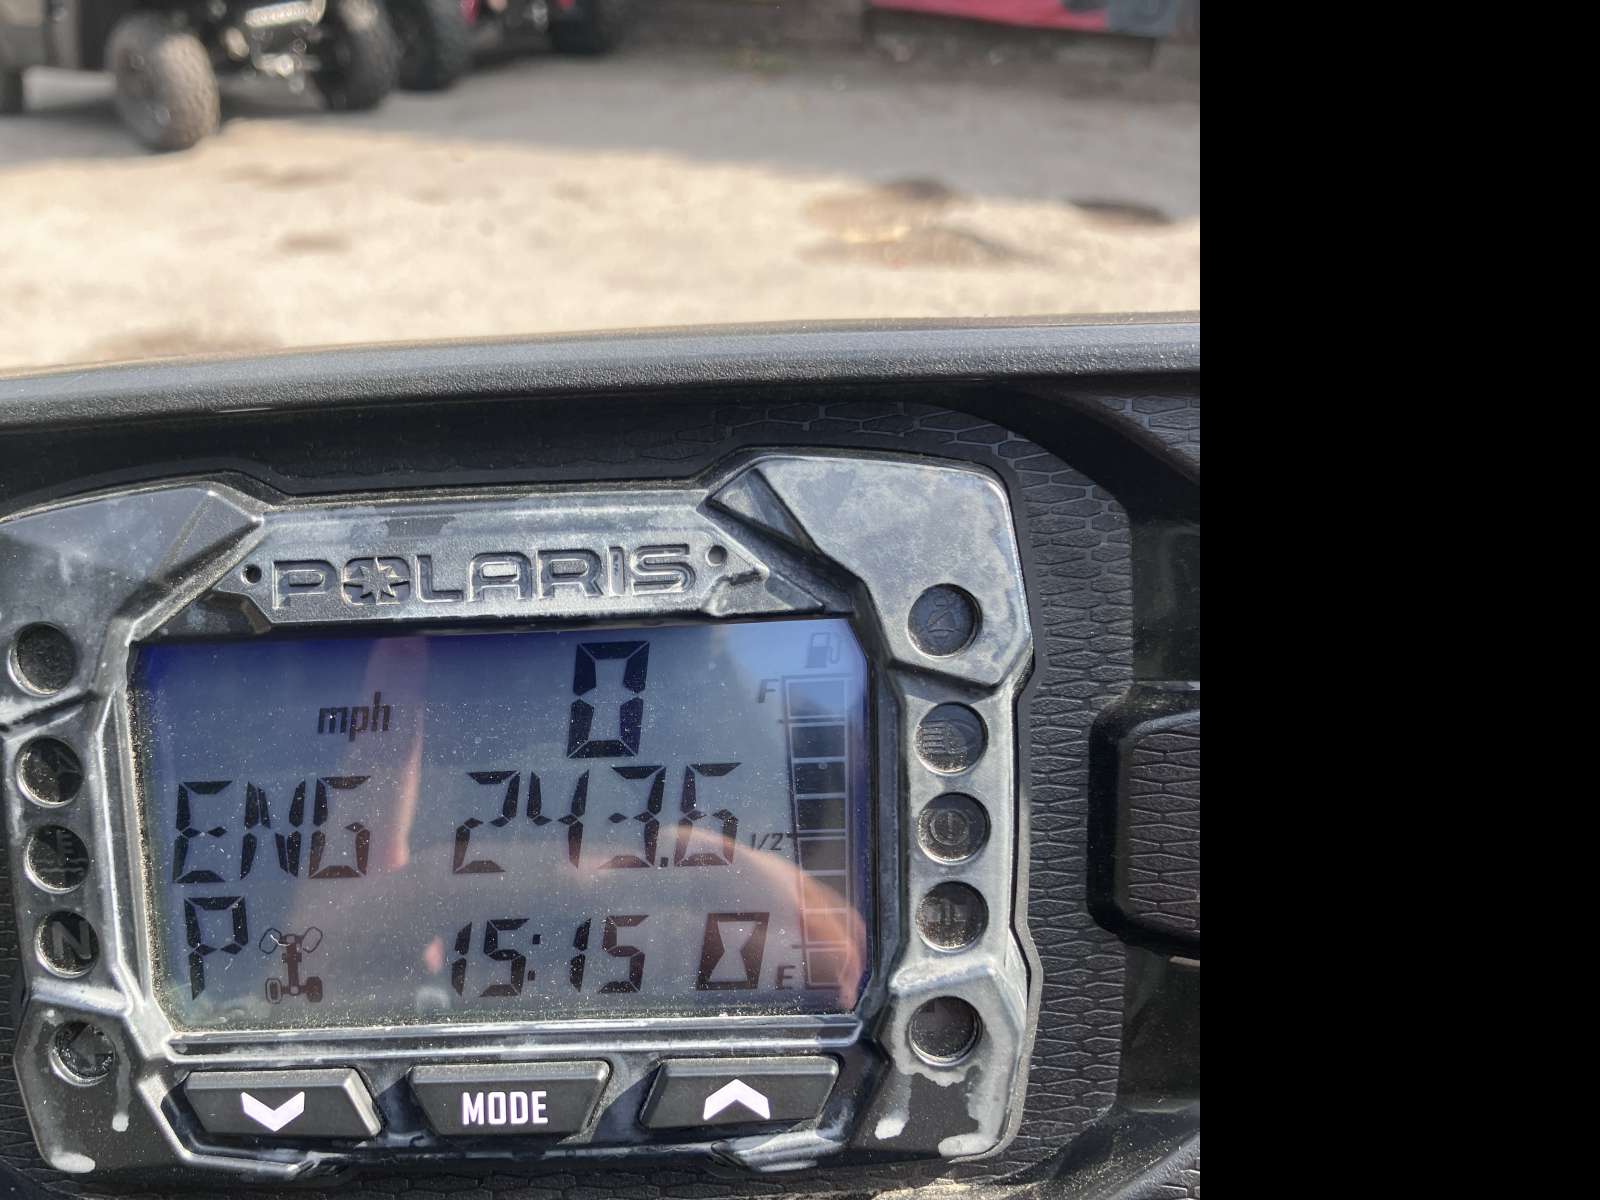 POLARIS
0
mph
F
ENG 243.6
1/2
P 15:15
E
N
MODE